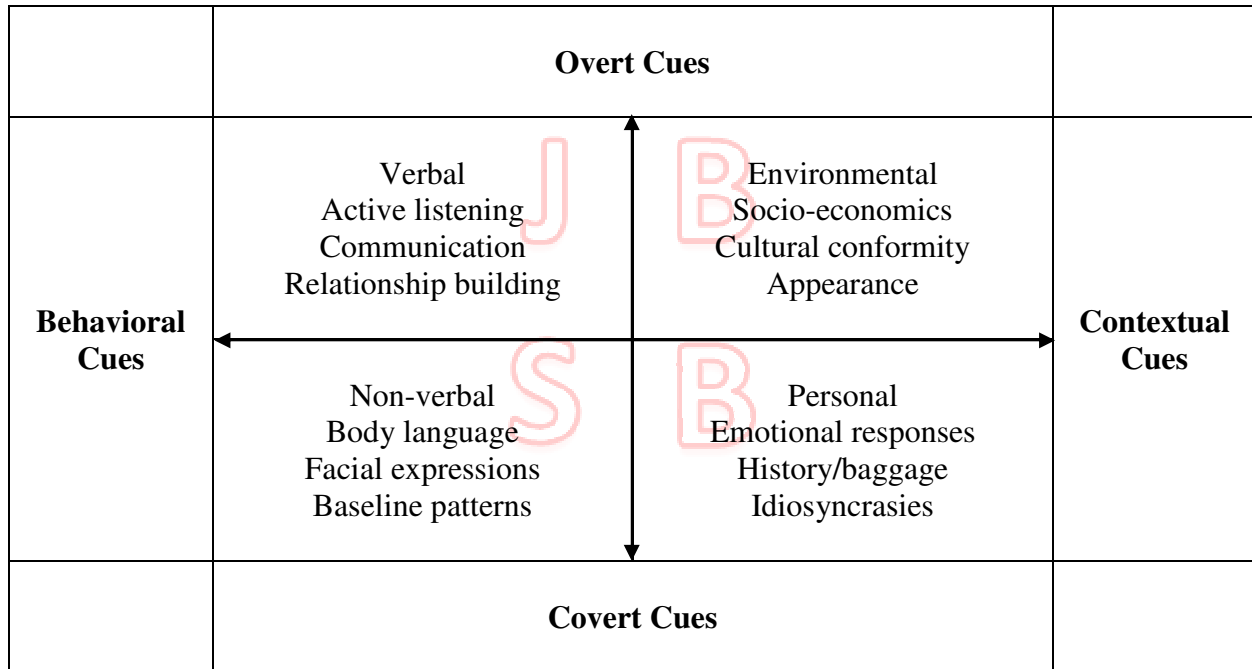 Overt Cues
Verbal
Active listening
Communication
Relationship building
Environmental
Socio-economics
Cultural conformity
Appearance
Behavioral
Cues
Contextual
Cues
Non-verbal
Body language
Facial expressions
Baseline patterns
Personal
Emotional responses
History/baggage
Idiosyncrasies
Covert Cues
J B
S B